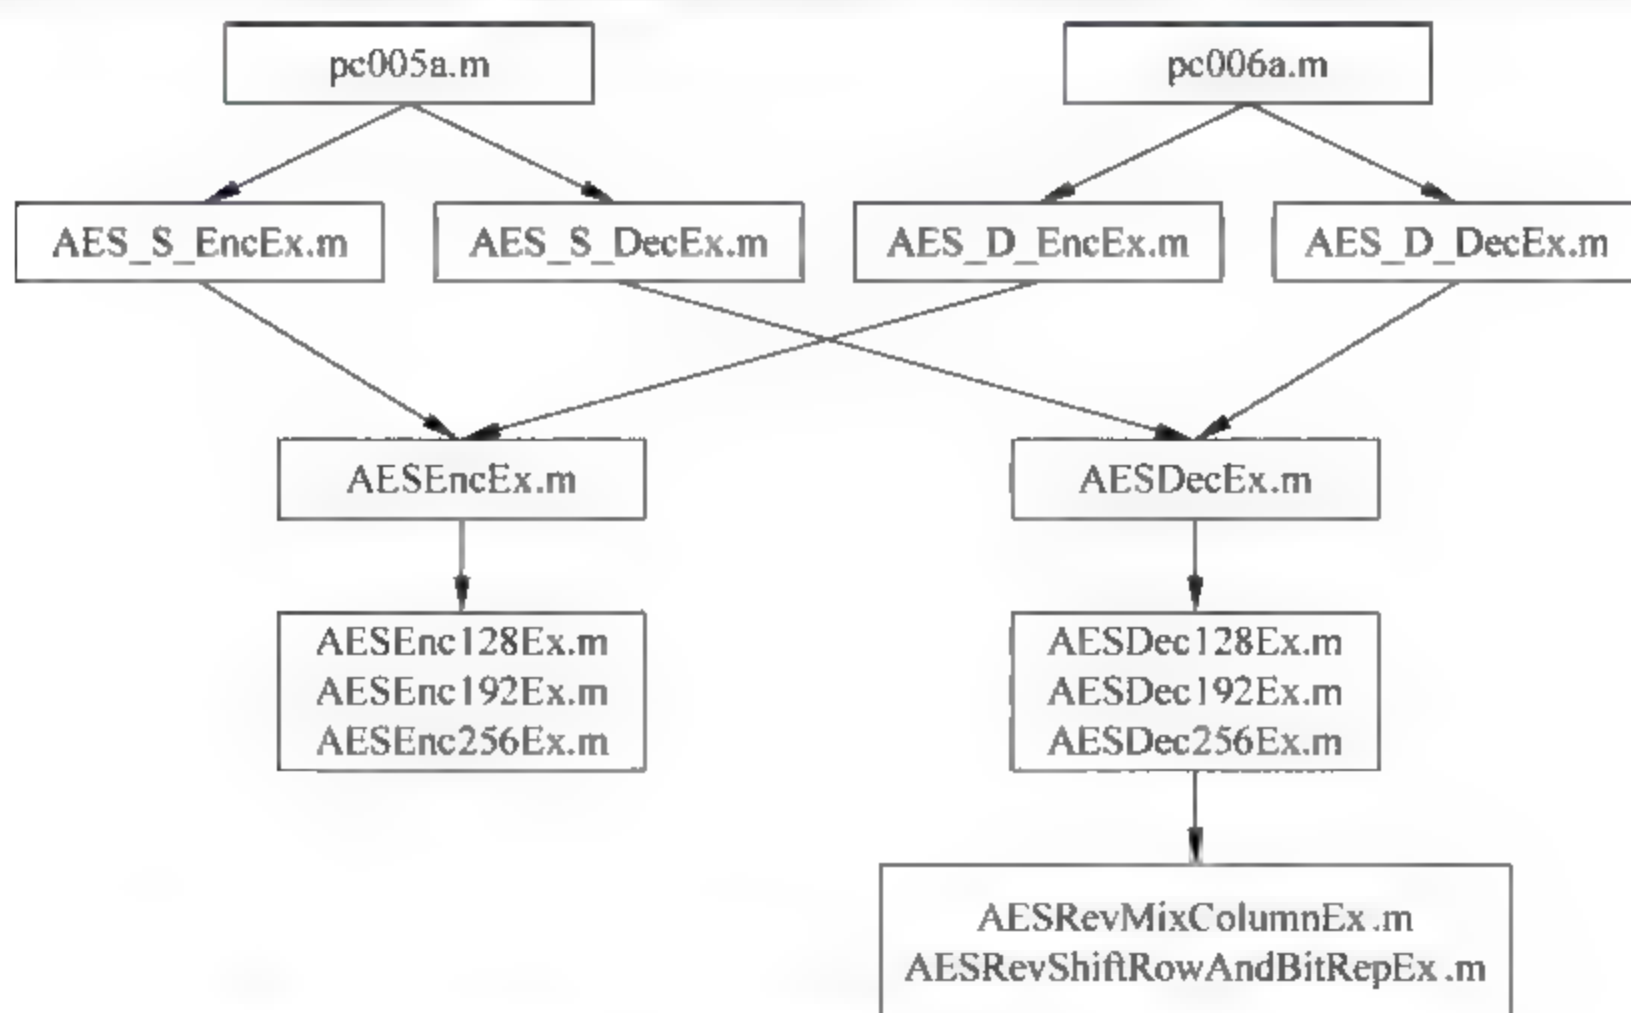 pc005a.m
pc006a.m
AES_S_EncEx.m
AES_S_DecEx.m
AES_D_EncEx.m
AES_D_DecEx.m
AESEncEx.m
AESDecEx.m
AESEnc128Ex.m
AESEnc192Ex.m
AESEnc256Ex.m
AESDec128Ex.m
AESDec192Ex.m
AESDec256Ex.m
AESRevMixColumnEx.m
AESRevShiftRowAndBitRepEx.m